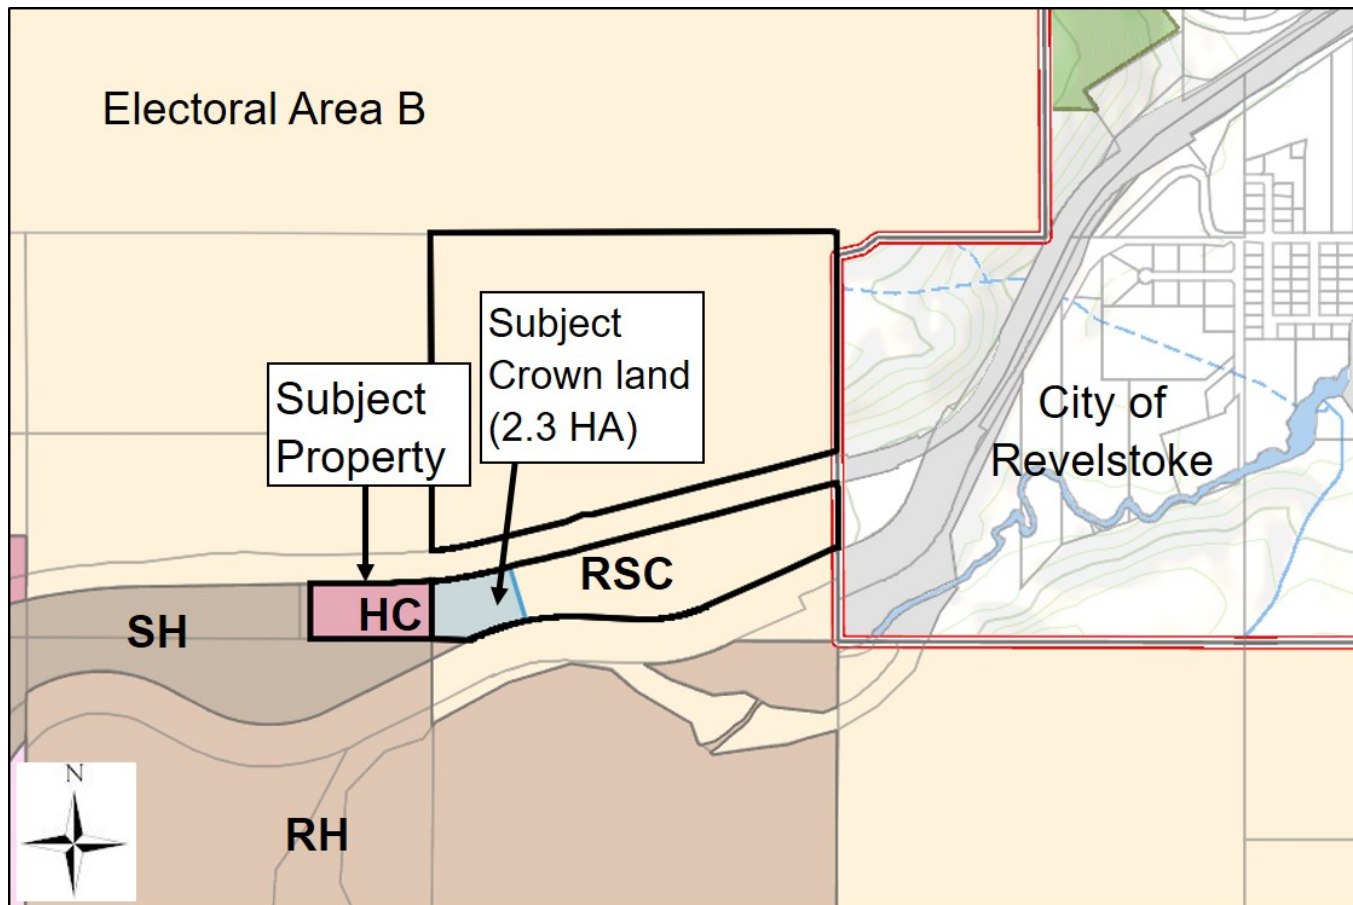 Electoral Area B
Subject
Crown land
(2.3 HA)
Subject
Property
City of
Revelstoke
RSC
HC
SH
RH
N